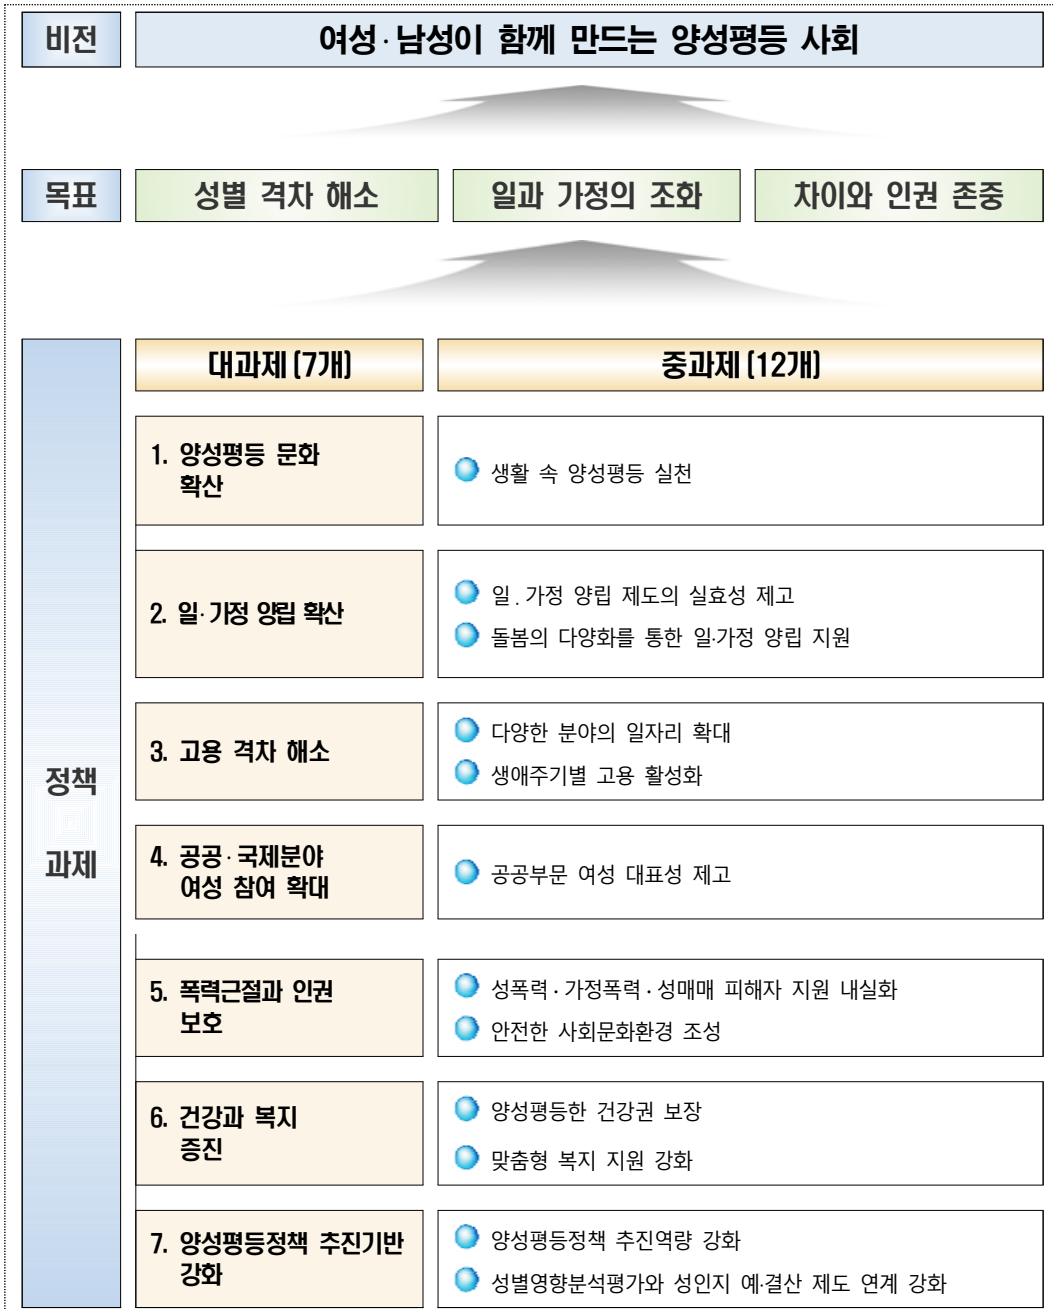 비전
여성·남성이 함께 만드는 양성평등 사회
목표
성별 격차 해소
일과 가정의 조화
차이와 인권 존중
정책
과제
대과제(7개)
중과제(12개)
1. 양성평등 문화
확산
생활 속 양성평등 실천
2. 일·가정 양립 확산
일．가정 양립 제도의 실효성 제고
돌봄의 다양화를 통한 일·가정 양립 지원
3. 고용 격차 해소
다양한 분야의 일자리 확대
생애주기별 고용 활성화
4. 공공·국제분야
여성 참여 확대
공공부문 여성 대표성 제고
5. 폭력근절과 인권
보호
성폭력·가정폭력·성매매 피해자 지원 내실화
안전한 사회문화환경 조성
6. 건강과 복지
증진
양성평등한 건강권 보장
맞춤형 복지 지원 강화
7. 양성평등정책 추진기반
강화
양성평등정책 추진역량 강화
성별영향분석평가와 성인지 예·결산 제도 연계 강화